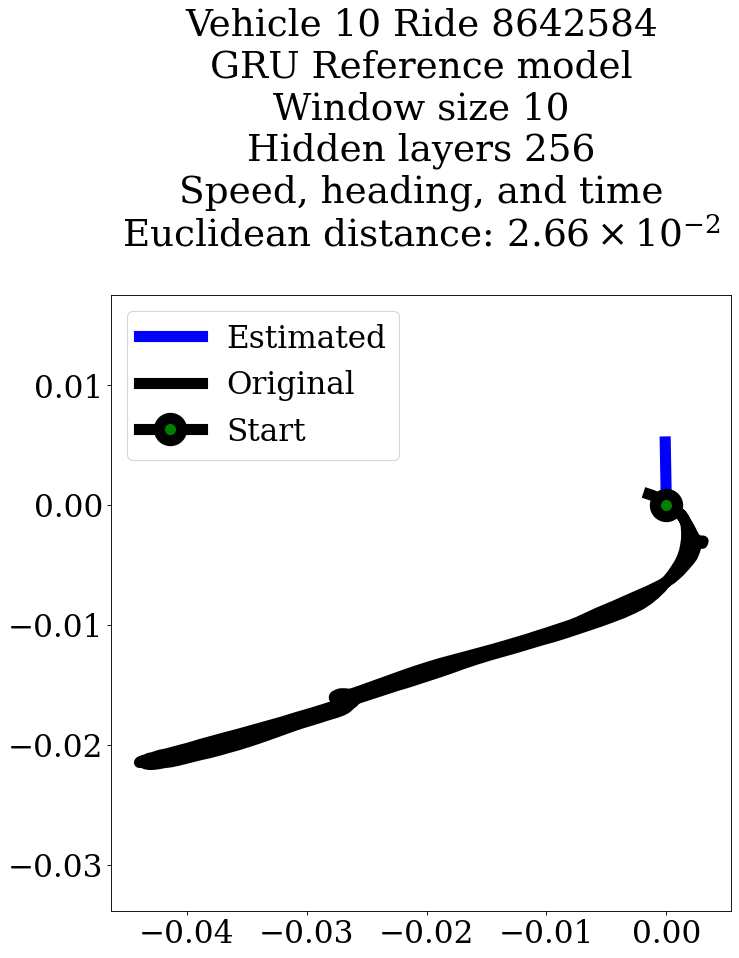 Vehicle 10 Ride 8642584
GRU Reference model
Window size 10
Hidden layers 256
Speed, heading, and time
Euclidean distance: 2.66 × 10⁻²
Estimated
Original
Start
0.01
0.00
−0.01
−0.02
−0.03
−0.04 −0.03 −0.02 −0.01 0.00